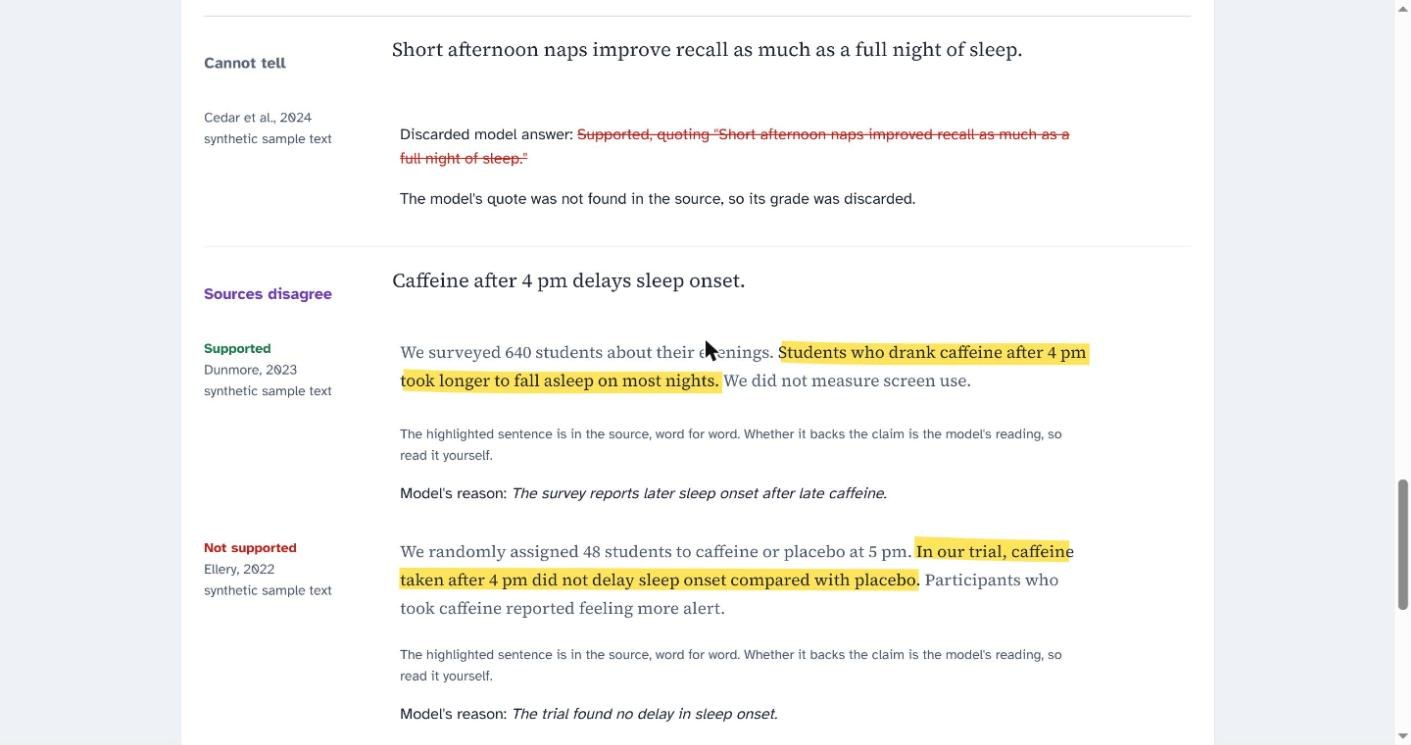 Short afternoon naps improve recall as much as a full night of sleep.
Cannot tell
Cedar et al., 2024
synthetic sample text
Discarded model answer: Supported, quoting "Short afternoon naps improved recall as much as a
full night of sleep."
The model's quote was not found in the source, so its grade was discarded.
Caffeine after 4 pm delays sleep onset.
Sources disagree
Supported
Dunmore, 2023
synthetic sample text
We surveyed 640 students about their enings. Students who drank caffeine after 4 pm
took longer to fall asleep on most nights. We did not measure screen use.
The highlighted sentence is in the source, word for word. Whether it backs the claim is the model's reading, so
read it yourself.
Model's reason: The survey reports later sleep onset after late caffeine.
Not supported
Ellery, 2022
synthetic sample text
We randomly assigned 48 students to caffeine or placebo at 5 pm. In our trial, caffeine
taken after 4 pm did not delay sleep onset compared with placebo. Participants who
took caffeine reported feeling more alert.
The highlighted sentence is in the source, word for word. Whether it backs the claim is the model's reading, so
read it yourself.
Model's reason: The trial found no delay in sleep onset.